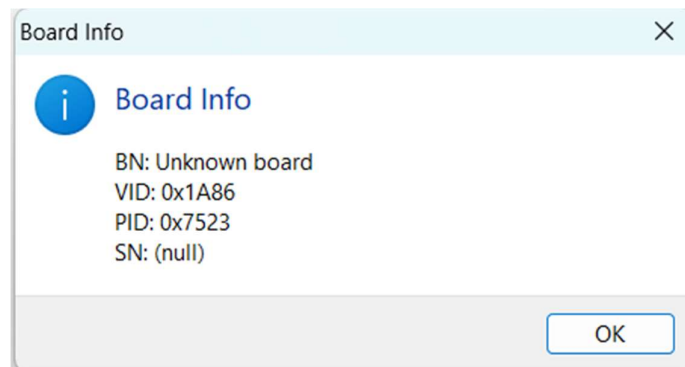 Board Info
Board Info
BN: Unknown board
VID: 0x1A86
PID: 0x7523
SN: (null)
OK